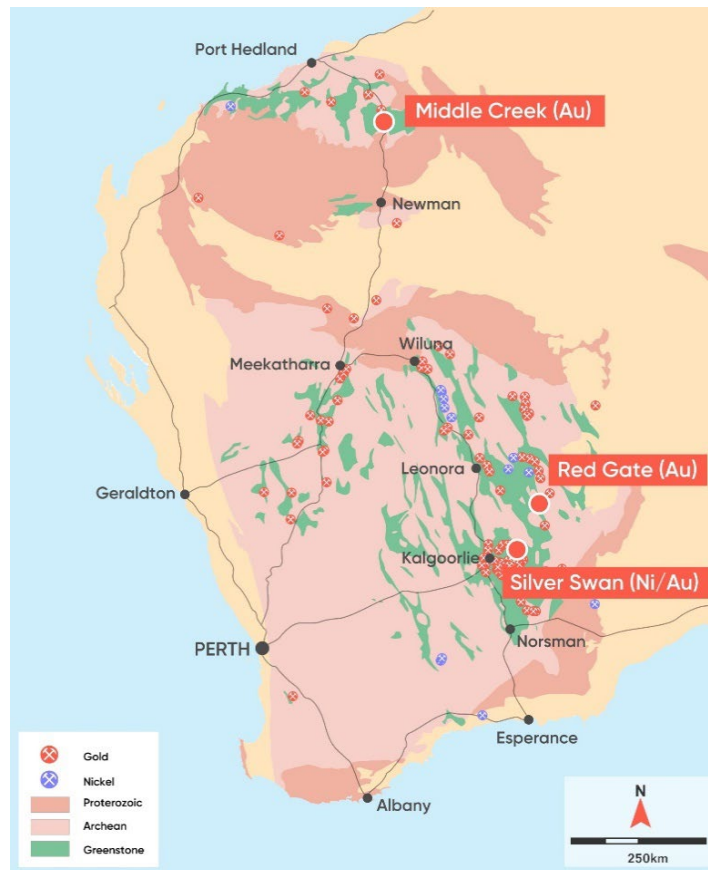 Port Hedland
Middle Creek (Au)
Newman
Wiluna
Meekatharra
Red Gate (Au)
Leonora
Geraldton
Kalgoorlie
Silver Swan (Ni/Au)
Norsman
PERTH
Esperance
Albany
Gold
Nickel
Proterozoic
Archean
Greenstone
N
250km